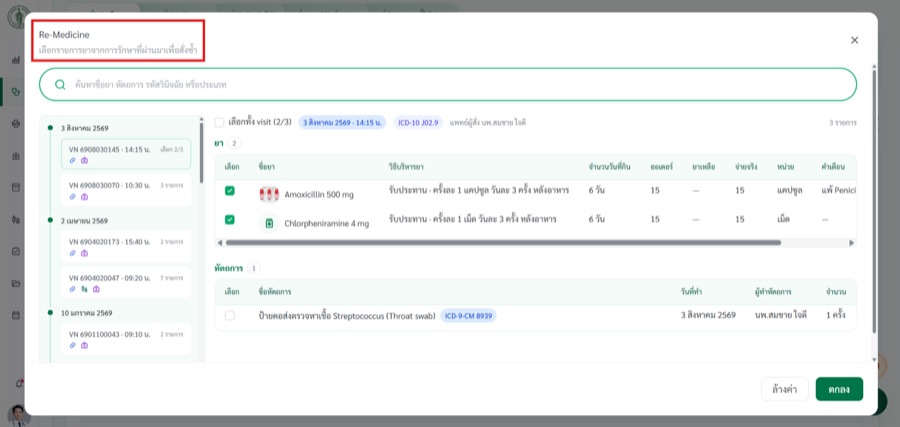 Re-Medicine
เลือกรายการยาจากการรักษาที่ผ่านมาเพื่อสั่งซ้ำ
ค้นหาชื่อยา หัตถการ รหัสวินิจฉัย หรือประเภท
3 สิงหาคม 2569
VN 6908030145 · 14:15 น. เลือก 2/3
VN 6908030070 · 10:30 น. 3 รายการ
2 เมษายน 2569
VN 6904020173 · 15:40 น. 2 รายการ
VN 6904020047 · 09:20 น. 7 รายการ
10 มกราคม 2569
VN 6901100043 · 09:10 น. 2 รายการ
เลือกทั้ง visit (2/3) 3 สิงหาคม 2569 · 14:15 น. ICD-10 J02.9 แพทย์ผู้สั่ง นพ.สมชาย ใจดี 3 รายการ
ยา 2
เลือก ชื่อยา วิธีบริหารยา จำนวนวันที่กิน ออเดอร์ ยาเหลือ จ่ายจริง หน่วย คำเตือน
Amoxicillin 500 mg รับประทาน · ครั้งละ 1 แคปซูล วันละ 3 ครั้ง หลังอาหาร 6 วัน 15 — 15 แคปซูล แพ้ Penici
Chlorpheniramine 4 mg รับประทาน · ครั้งละ 1 เม็ด วันละ 3 ครั้ง หลังอาหาร 6 วัน 15 — 15 เม็ด —
หัตถการ 1
เลือก ชื่อหัตถการ วันที่ทำ ผู้ทำหัตถการ จำนวน
ป้ายคอส่งตรวจหาเชื้อ Streptococcus (Throat swab) ICD-9-CM 8939 3 สิงหาคม 2569 นพ.สมชาย ใจดี 1 ครั้ง
ล้างค่า ตกลง